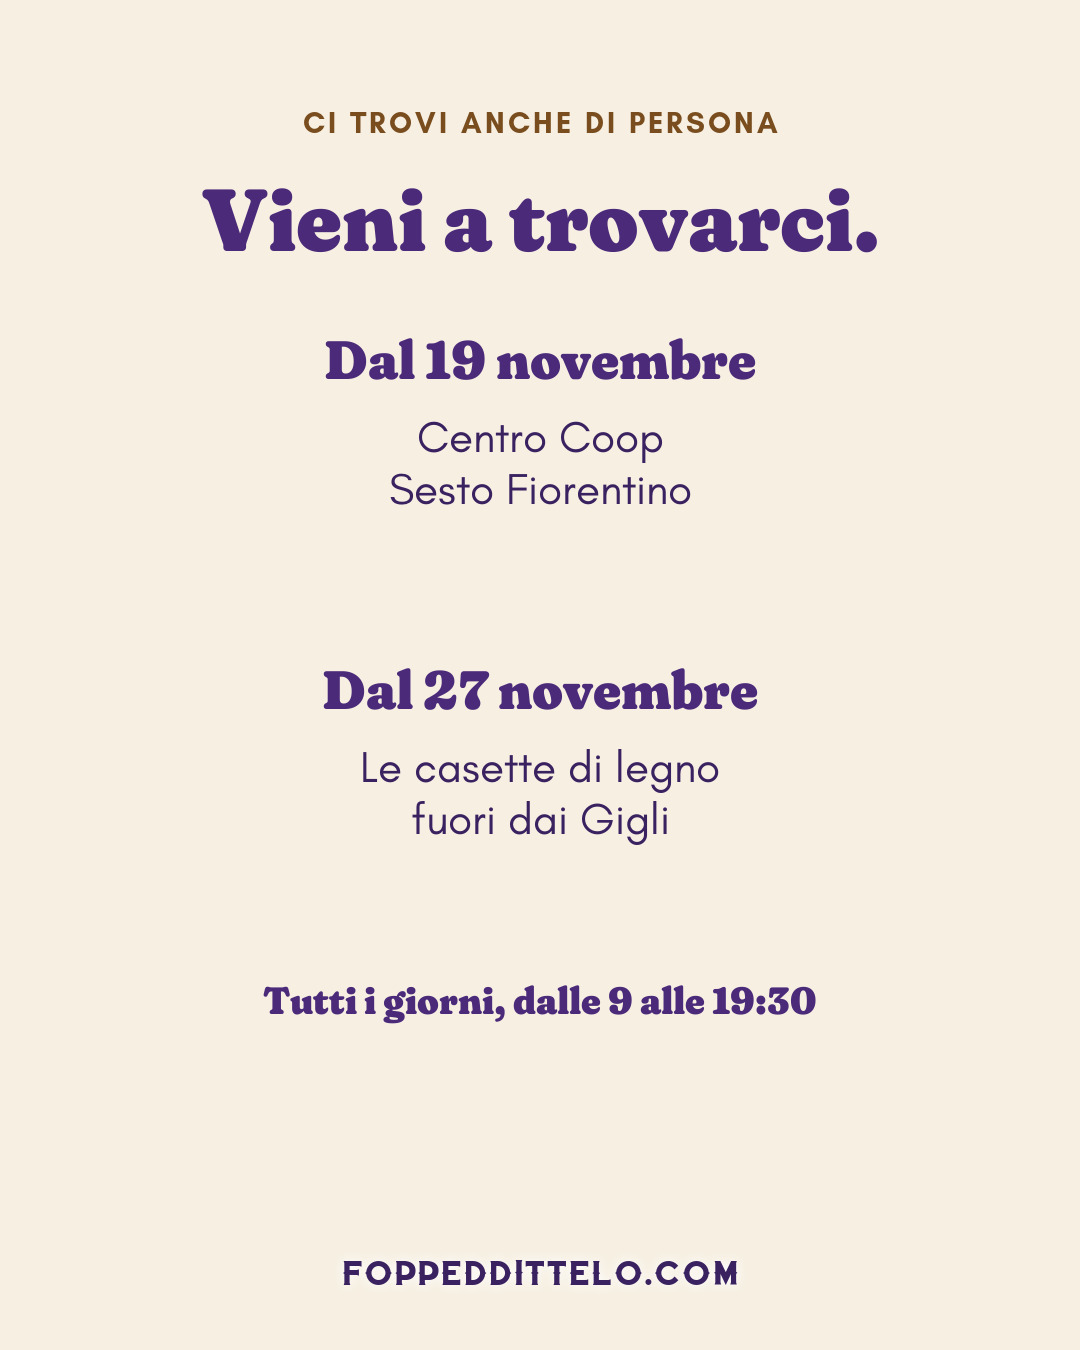 CI TROVI ANCHE DI PERSONA
Vieni a trovarci.
Dal 19 novembre
Centro Coop
Sesto Fiorentino
Dal 27 novembre
Le casette di legno
fuori dai Gigli
Tutti i giorni, dalle 9 alle 19:30
FOPPEDDITTELO.COM